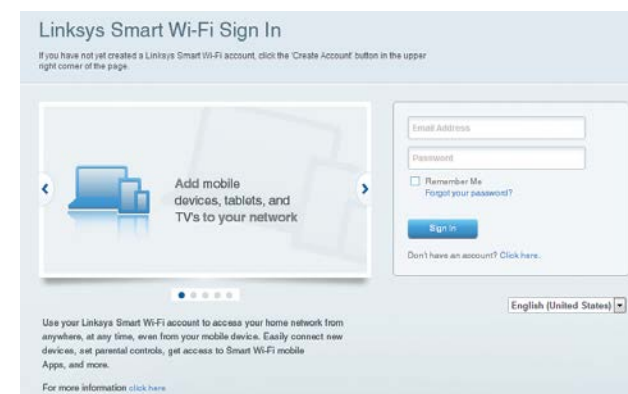 Linksys Smart Wi-Fi Sign In
If you have not yet created a Linksys Smart Wi-Fi account, click the 'Create Account' button in the upper
right corner of the page.
Add mobile
devices, tablets, and
TV's to your network
Email Address
Password
Remember Me
Forgot your password?
Sign In
Don't have an account? Click here.
English (United States)
Use your Linksys Smart Wi-Fi account to access your home network from
anywhere, at any time, even from your mobile device. Easily connect new
devices, set parental controls, get access to Smart Wi-Fi mobile
Apps, and more.
For more information click here